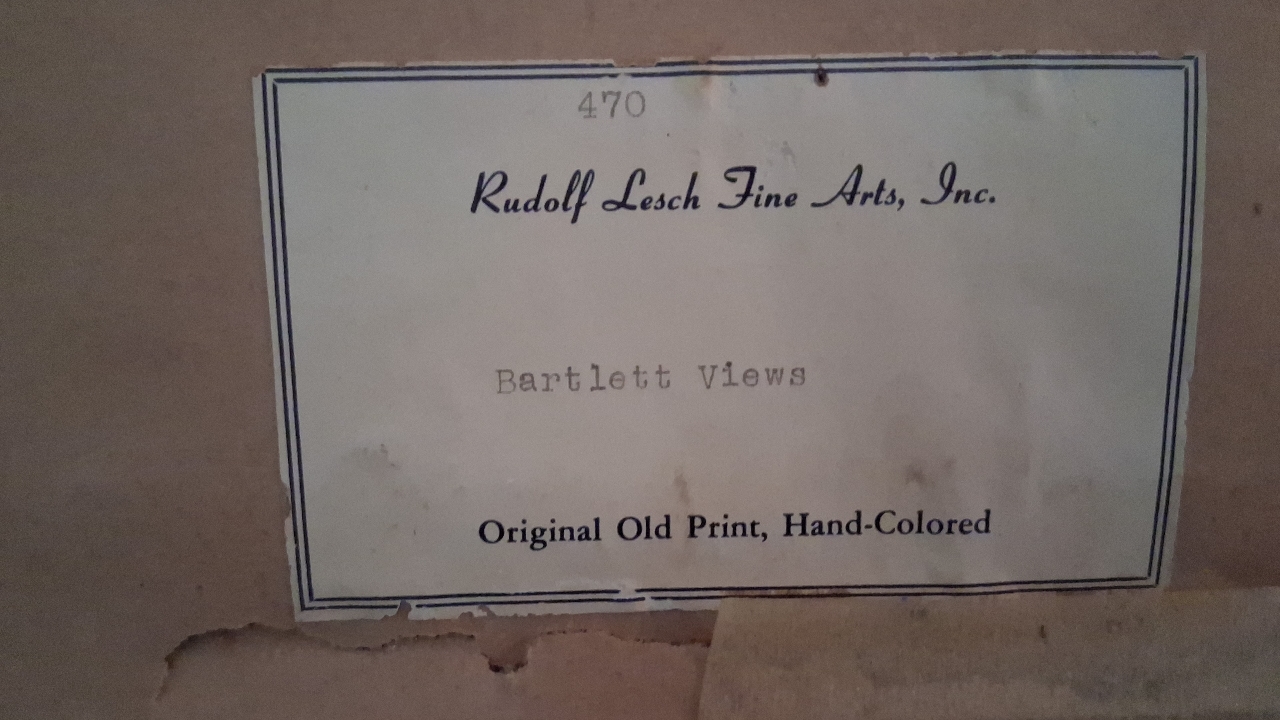 470
Rudolf Lesch Fine Arts, Inc.
Bartlett Views
Original Old Print, Hand-Colored